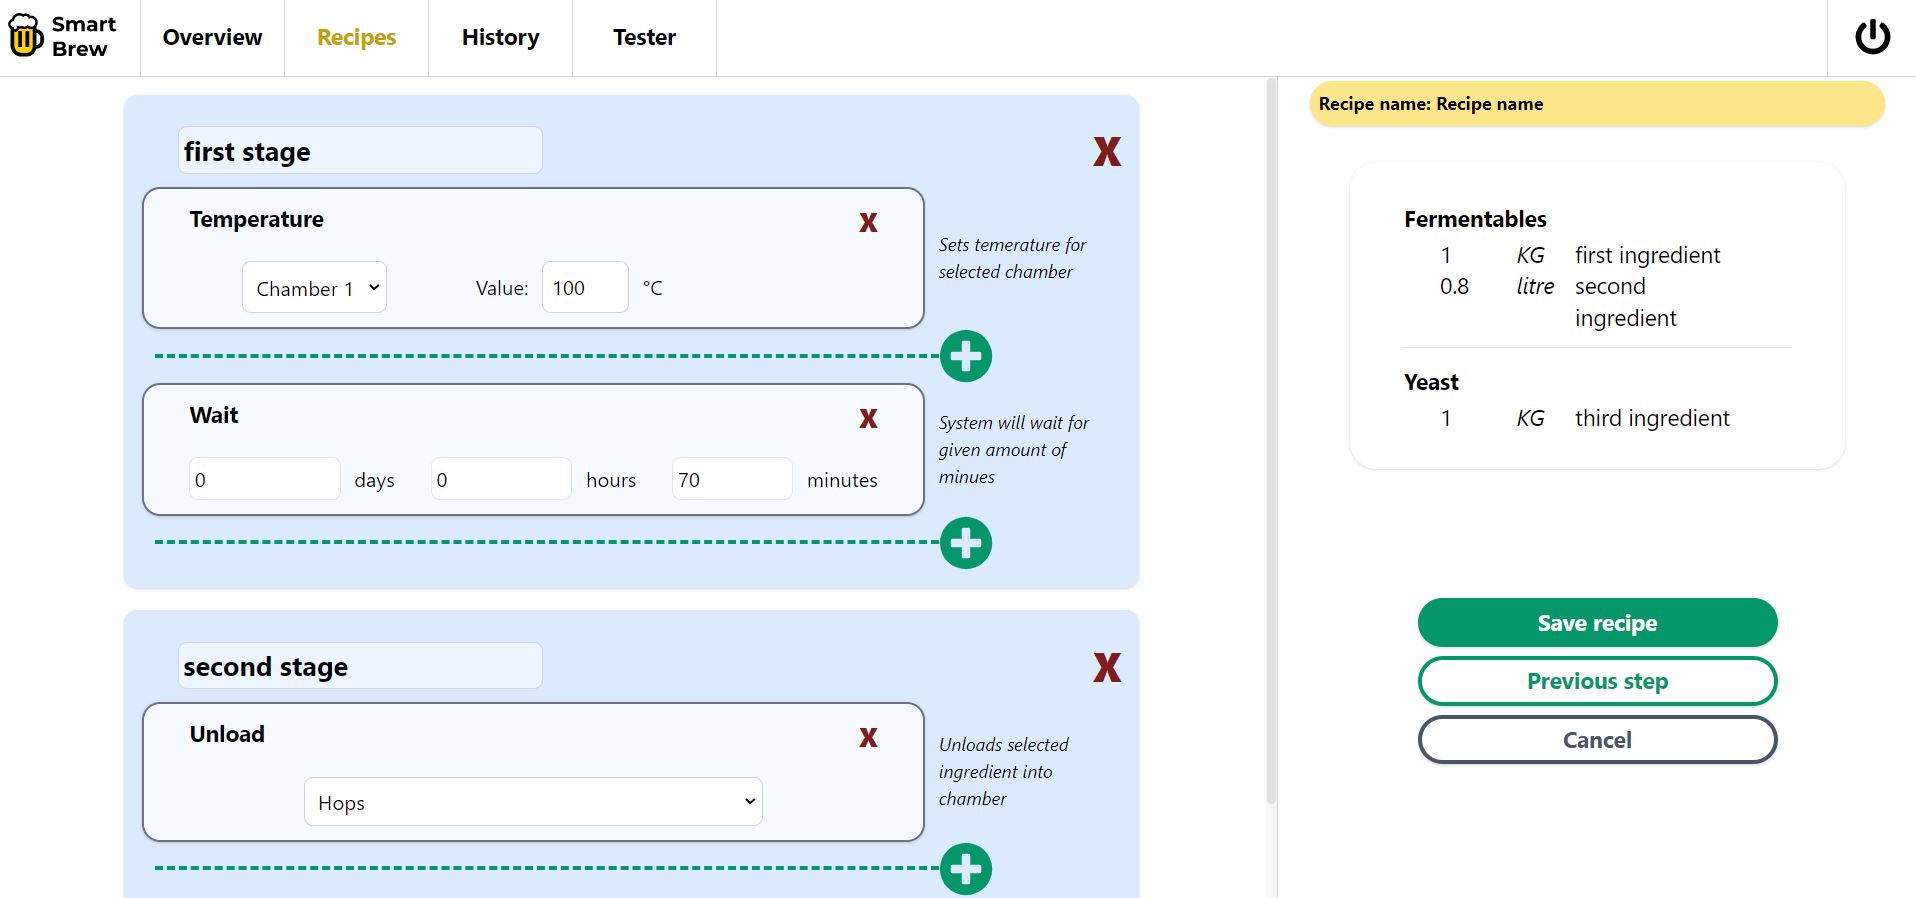 Smart
Brew
Overview
Recipes
History
Tester
first stage
X
Temperature
X
Chamber 1
Value:
100
°C
Sets temerature for
selected chamber
Wait
X
0
days
0
hours
70
minutes
System will wait for
given amount of
minues
second stage
X
Unload
X
Hops
Unloads selected
ingredient into
chamber
Recipe name: Recipe name
Fermentables
1 KG first ingredient
0.8 litre second
ingredient
Yeast
1 KG third ingredient
Save recipe
Previous step
Cancel